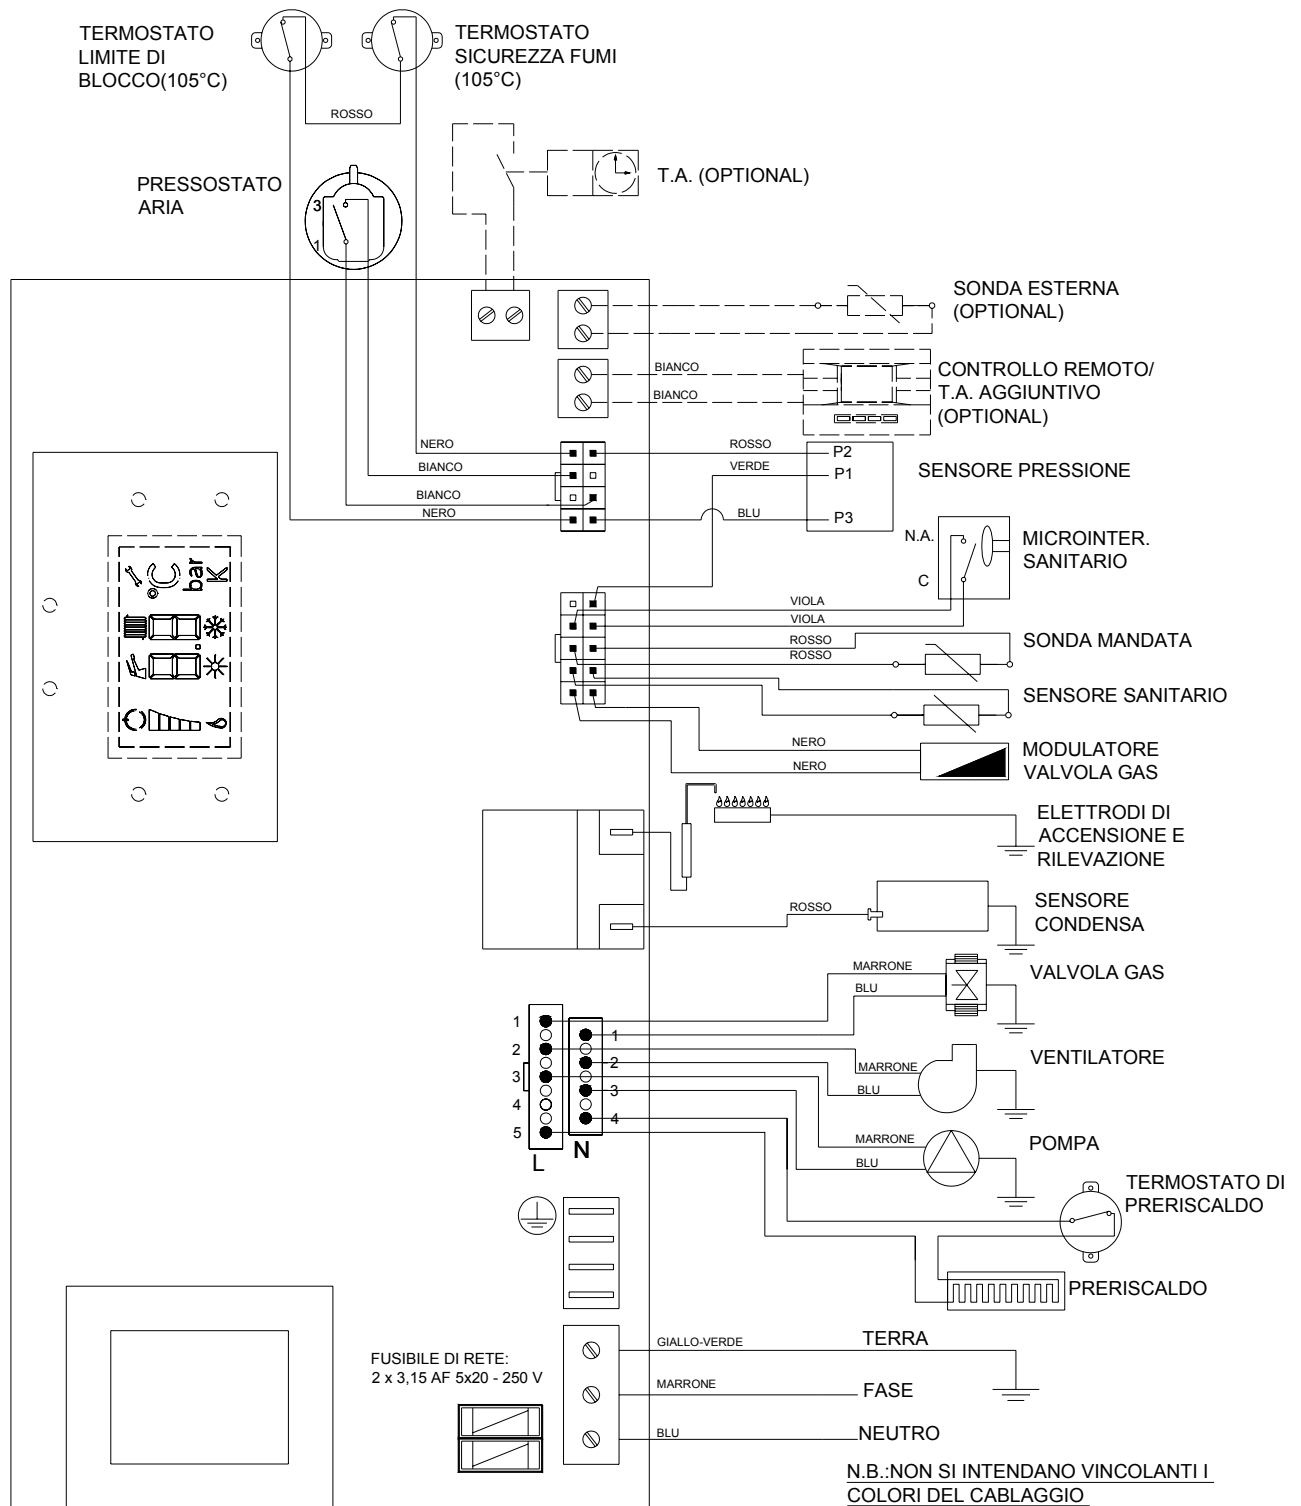 TERMOSTATO
LIMITE DI
BLOCCO(105°C)
TERMOSTATO
SICUREZZA FUMI
(105°C)
ROSSO
T.A. (OPTIONAL)
PRESSOSTATO
ARIA
3
1
SONDA ESTERNA
(OPTIONAL)
BIANCO
BIANCO
CONTROLLO REMOTO/
T.A. AGGIUNTIVO
(OPTIONAL)
NERO
BIANCO
BIANCO
NERO
ROSSO
VERDE
BLU
P2
P1
P3
SENSORE PRESSIONE
N.A.
C
MICROINTER.
SANITARIO
°C
bar
K
VIOLA
VIOLA
ROSSO
ROSSO
SONDA MANDATA
SENSORE SANITARIO
NERO
NERO
MODULATORE
VALVOLA GAS
ELETTRODI DI
ACCENSIONE E
RILEVAZIONE
ROSSO
SENSORE
CONDENSA
MARRONE
BLU
VALVOLA GAS
1
2
3
4
5
L
1
2
3
4
N
MARRONE
BLU
VENTILATORE
MARRONE
BLU
POMPA
TERMOSTATO DI
PRERISCALDO
PRERISCALDO
FUSIBILE DI RETE:
2 x 3,15 AF 5x20 - 250 V
GIALLO-VERDE
TERRA
MARRONE
FASE
BLU
NEUTRO
N.B.:NON SI INTENDANO VINCOLANTI I
COLORI DEL CABLAGGIO